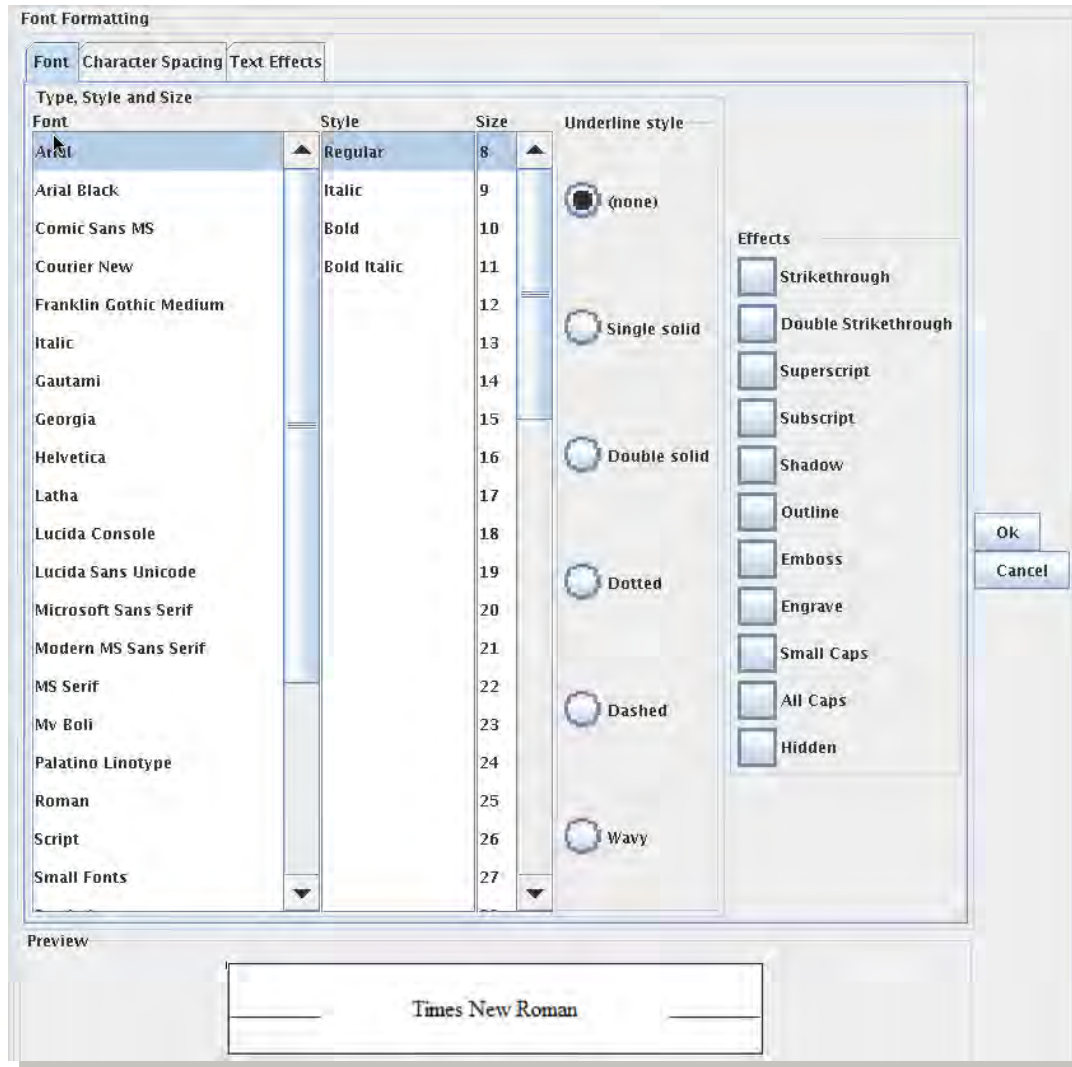 Font Formatting
Font Character Spacing Text Effects
Type, Style and Size
Font Style Size Underline style
Arial Regular 8
Arial Black Italic 9 (none)
Comic Sans MS Bold 10
Effects
Courier New Bold Italic 11 Strikethrough
Franklin Gothic Medium 12
Single solid Double Strikethrough
Italic 13
Gautami 14 Superscript
Georgia 15 Subscript
Helvetica 16 Double solid Shadow
Latha 17
Outline
Lucida Console 18 Ok
Emboss
Lucida Sans Unicode 19 Dotted Cancel
Microsoft Sans Serif 20 Engrave
Modern MS Sans Serif 21 Small Caps
MS Serif 22
All Caps
Mv Boli 23 Dashed
Hidden
Palatino Linotype 24
Roman 25
Script 26 Wavy
Small Fonts 27
Preview
Times New Roman